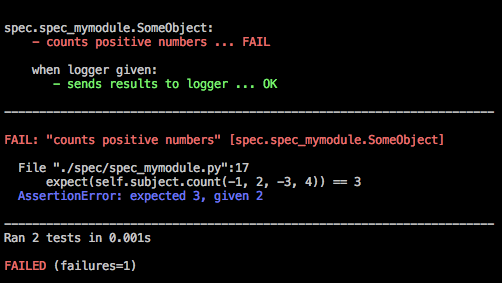 spec.spec_mymodule.SomeObject:
- counts positive numbers ... FAIL
when logger given:
- sends results to logger ... OK
FAIL: "counts positive numbers" [spec.spec_mymodule.SomeObject]
File "./spec/spec_mymodule.py":17
expect(self.subject.count(-1, 2, -3, 4)) == 3
AssertionError: expected 3, given 2
Ran 2 tests in 0.001s
FAILED (failures=1)